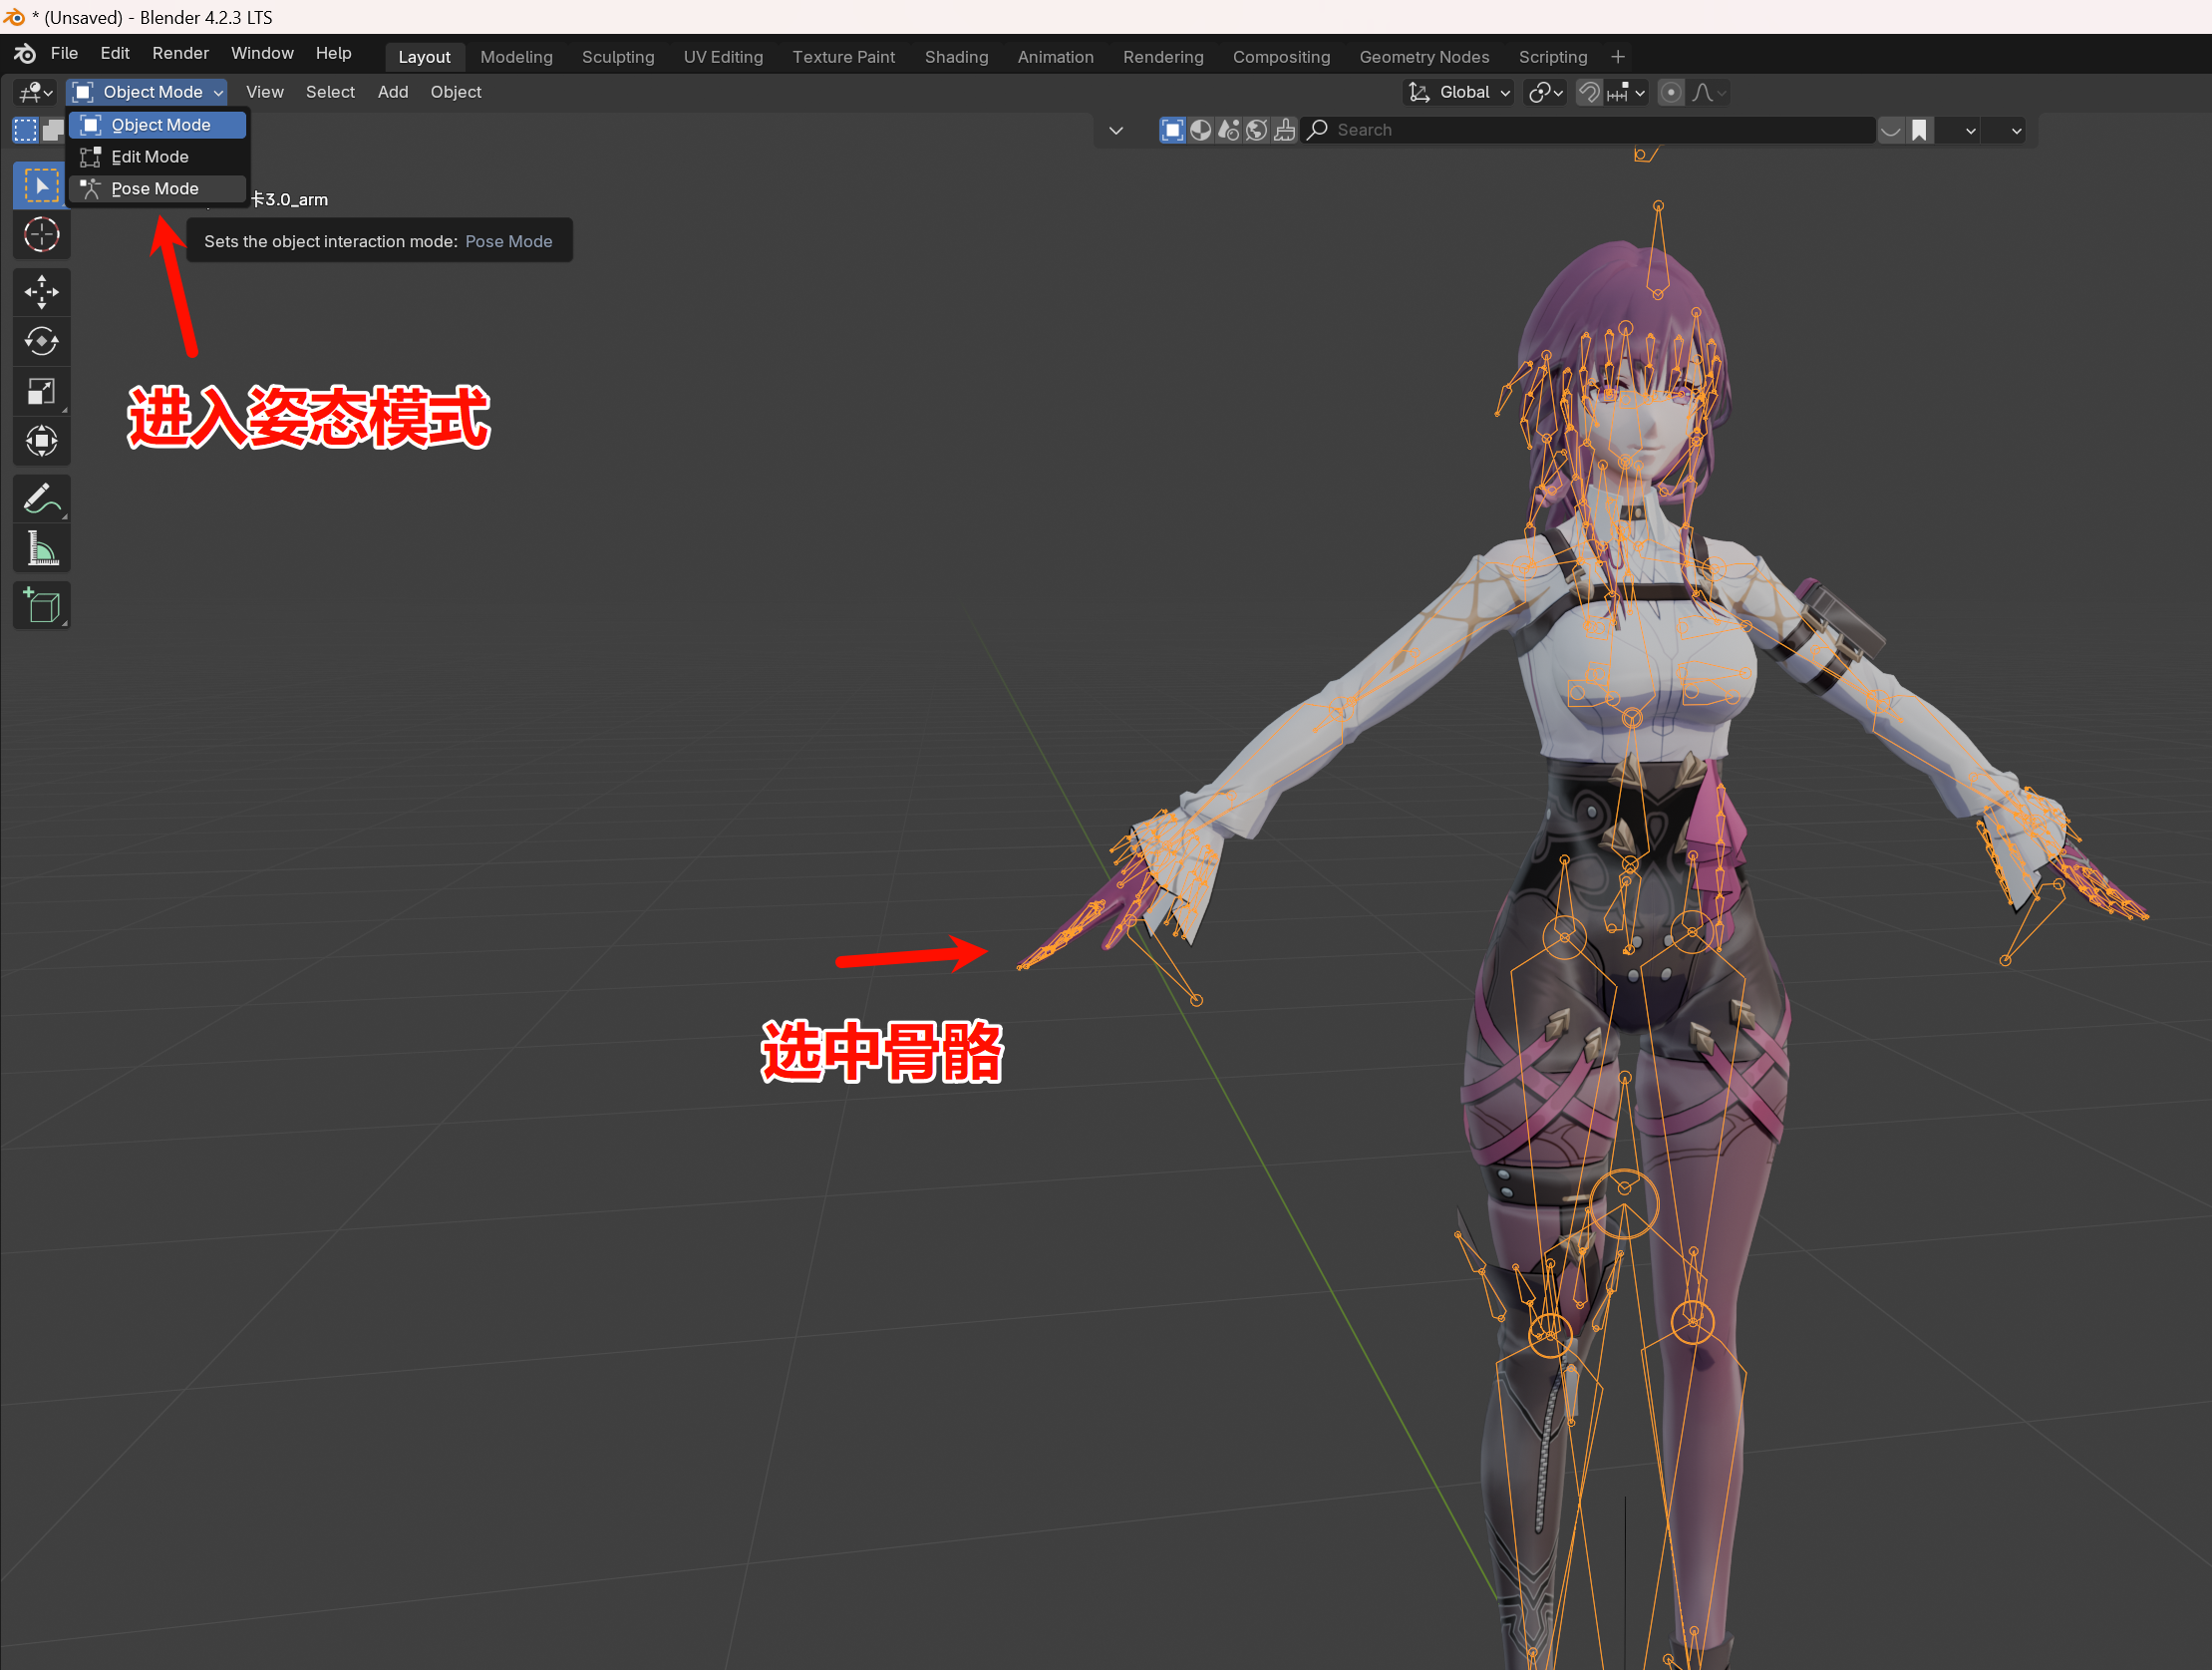 * (Unsaved) - Blender 4.2.3 LTS
File Edit Render Window Help Layout Modeling Sculpting UV Editing Texture Paint Shading Animation Rendering Compositing Geometry Nodes Scripting +
Object Mode View Select Add Object Global
Object Mode
Search
Edit Mode
Pose Mode
卡3.0_arm
Sets the object interaction mode: Pose Mode
进入姿态模式
选中骨骼